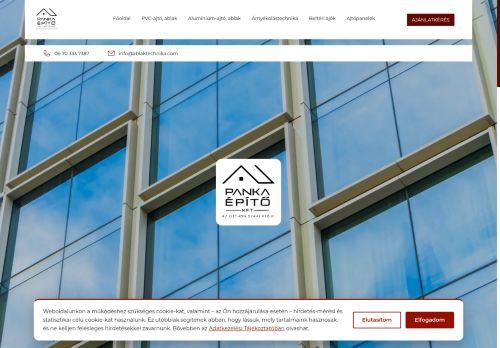 PANKA
ÉPÍTŐ
Főoldal
PVC-ajtó, ablak
Alumínium-ajtó, ablak
Árnyékolástechnika
Beltéri ajók
Ajtópanelek
AJÁNLATKÉRÉS
06 70 333 7387
info@ablaktechnika.com
PANKA
ÉPÍTŐ
KFT
Weboldalunkon a működéshez szükséges cookie-kat, valamint – az Ön hozzájárulása esetén – hirdetés-mérési és
statisztikai célú cookie-kat használunk. Ez utóbbiak segítenek abban, hogy lássuk, mely tartalmaink hasznosak,
és ne kelljen felesleges hirdetésekkel zavarnunk. Bővebben az Adatkezelési Tájékoztatóban olvashat.
Elutasítom
Elfogadom